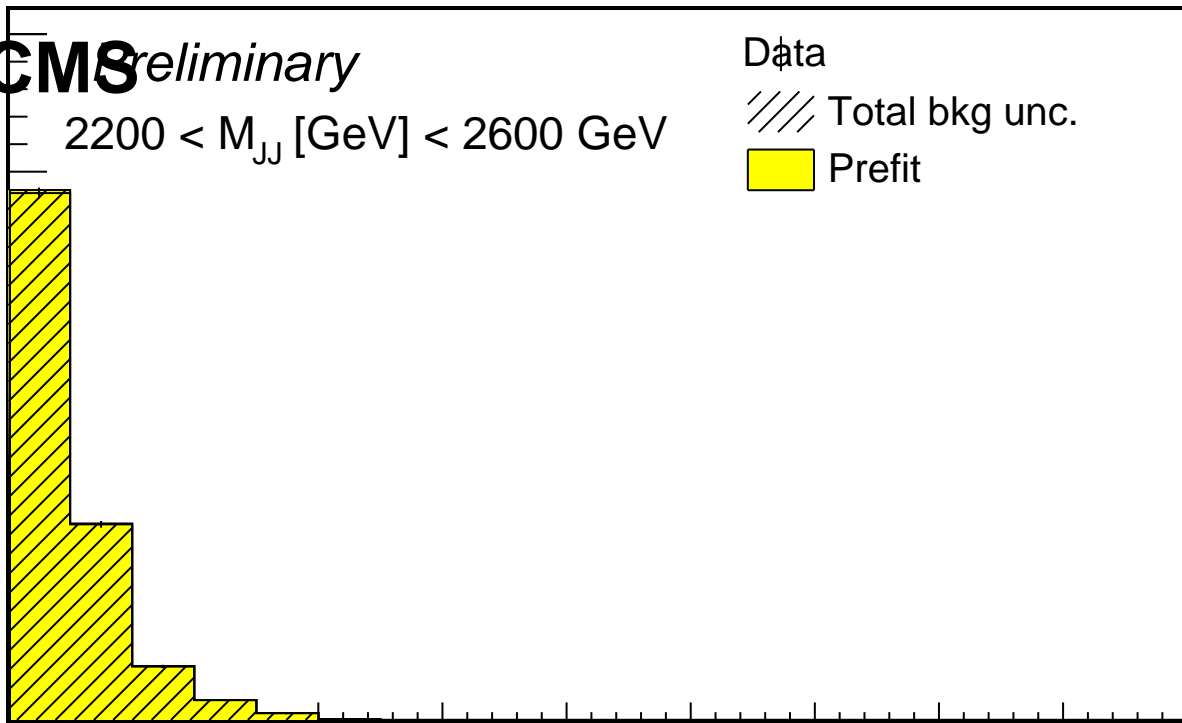 CMS Preliminary
2200 < M_JJ [GeV] < 2600 GeV
Data
Total bkg unc.
Prefit